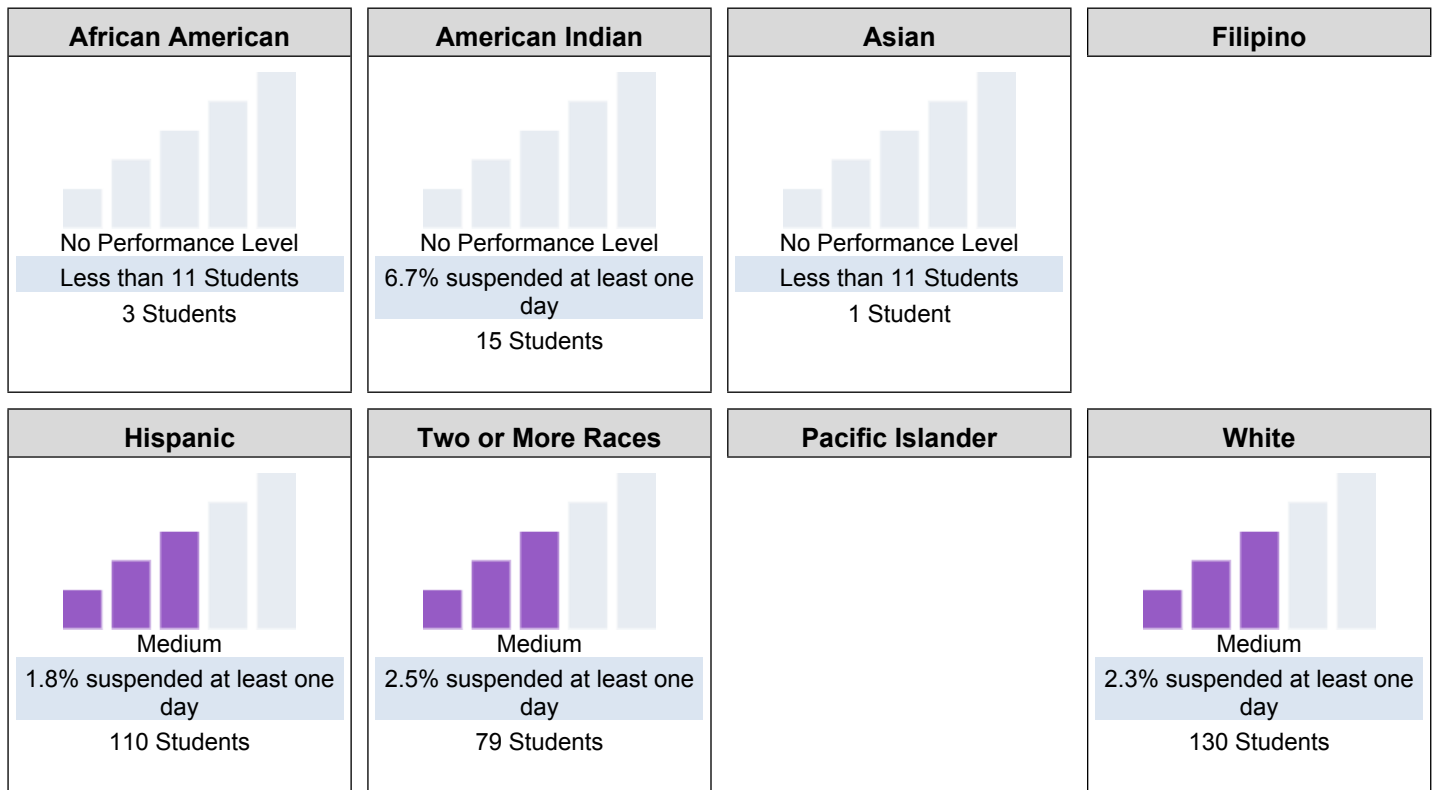 African American
No Performance Level
Less than 11 Students
3 Students
American Indian
No Performance Level
6.7% suspended at least one
day
15 Students
Asian
No Performance Level
Less than 11 Students
1 Student
Filipino
Hispanic
Medium
1.8% suspended at least one
day
110 Students
Two or More Races
Medium
2.5% suspended at least one
day
79 Students
Pacific Islander
White
Medium
2.3% suspended at least one
day
130 Students